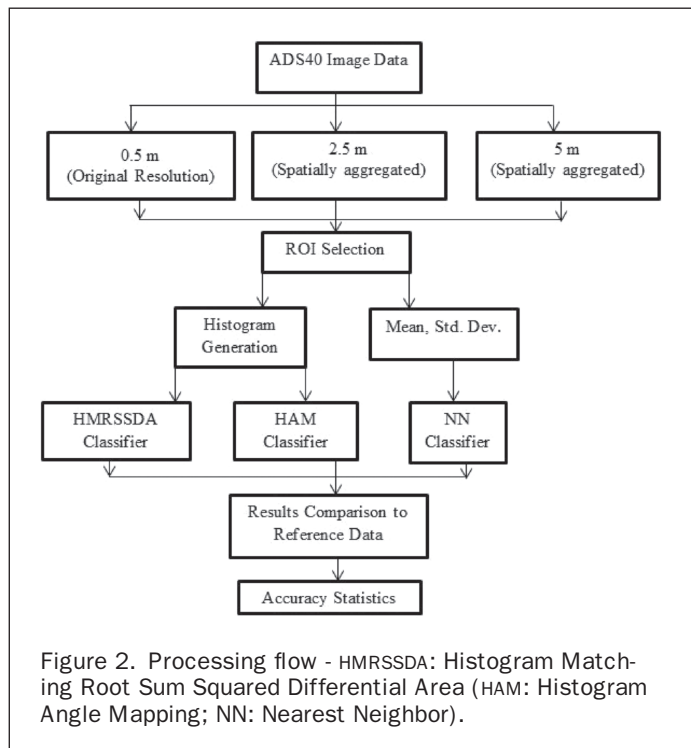 ADS40 Image Data
0.5 m
(Original Resolution)
2.5 m
(Spatially aggregated)
5 m
(Spatially aggregated)
ROI Selection
Histogram
Generation
Mean, Std. Dev.
HMRSSDA
Classifier
HAM
Classifier
NN
Classifier
Results Comparison to
Reference Data
Accuracy Statistics
Figure 2. Processing flow - HMRSSDA: Histogram Match-
ing Root Sum Squared Differential Area (HAM: Histogram
Angle Mapping; NN: Nearest Neighbor).